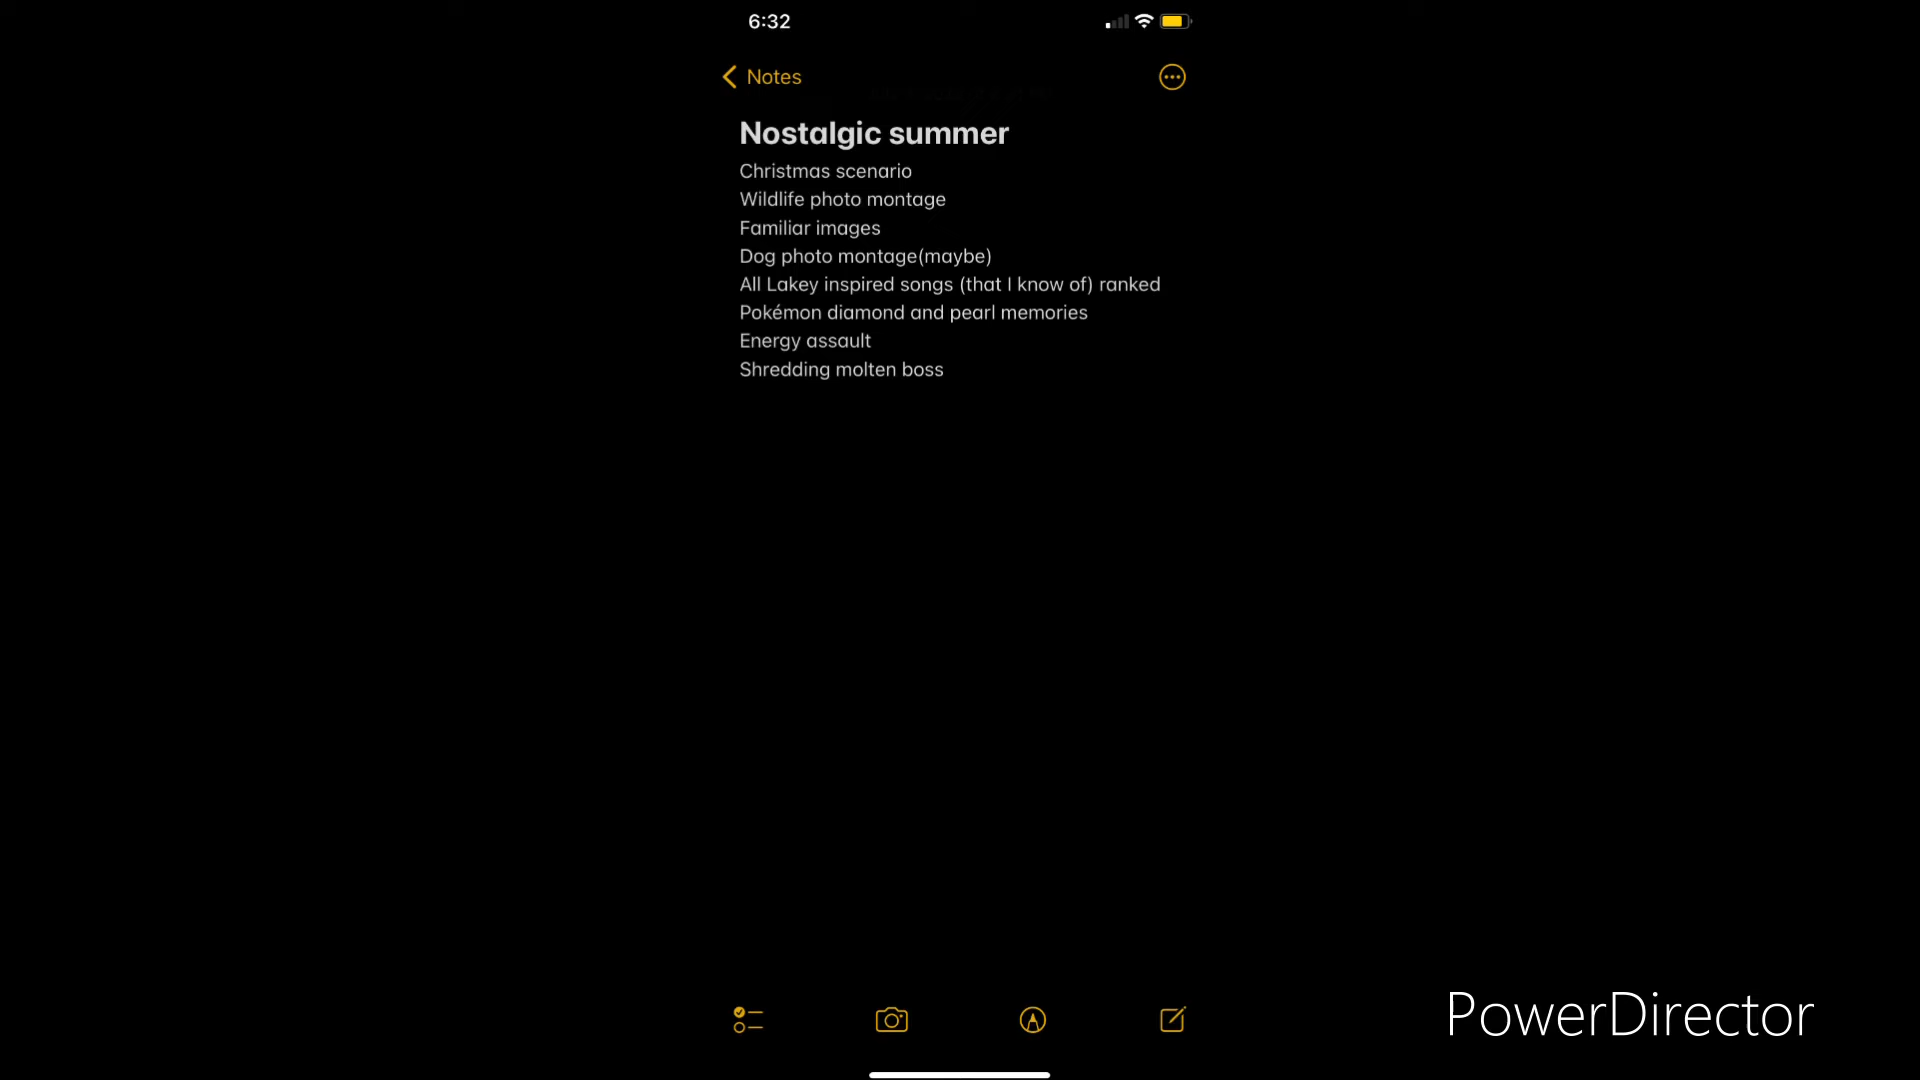 6:32
Notes
Nostalgic summer
Christmas scenario
Wildlife photo montage
Familiar images
Dog photo montage(maybe)
All Lakey inspired songs (that I know of) ranked
Pokémon diamond and pearl memories
Energy assault
Shredding molten boss
PowerDirector